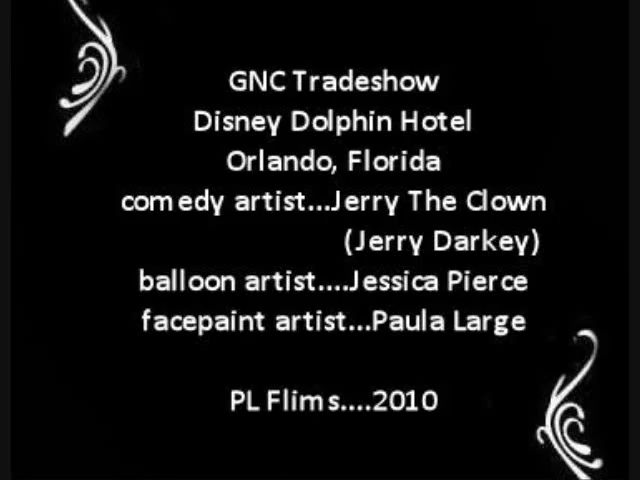 GNC Tradeshow
Disney Dolphin Hotel
Orlando, Florida
comedy artist...Jerry The Clown
(Jerry Darkey)
balloon artist....Jessica Pierce
facepaint artist...Paula Large
PL Flims....2010